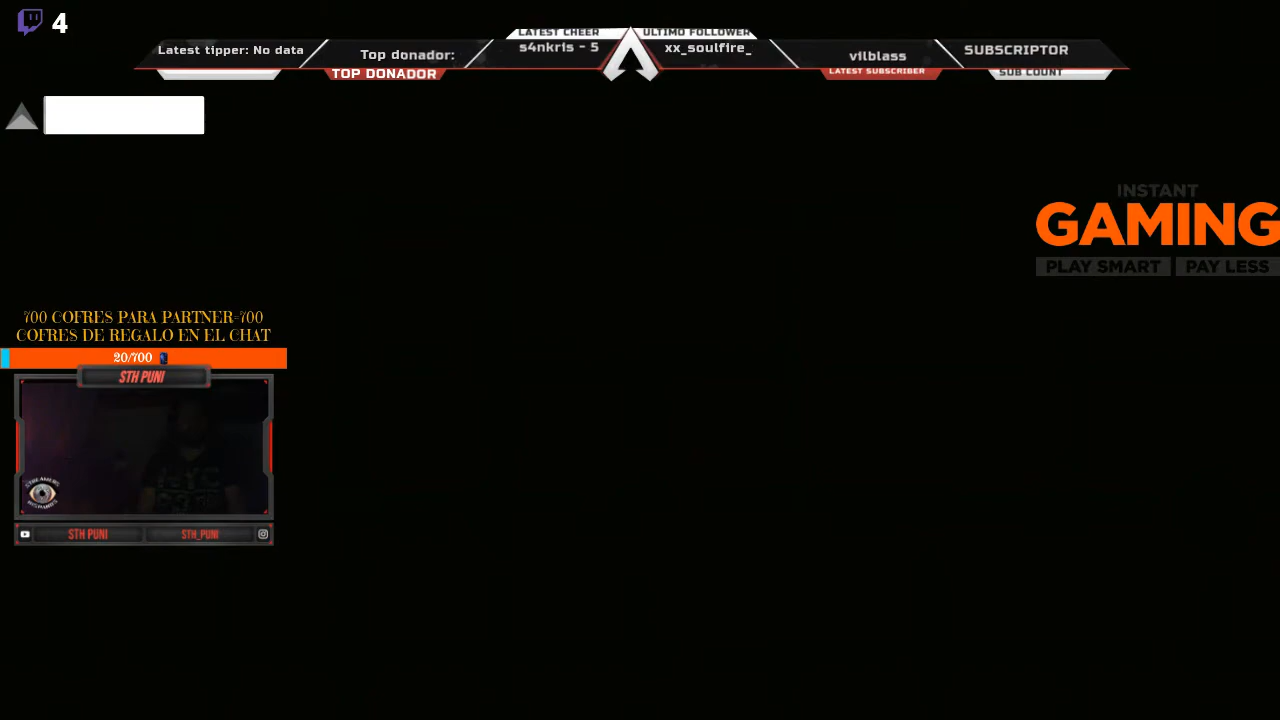 4
Latest tipper: No data
Top donador:
TOP DONADOR
LATEST CHEER
s4nkris - 5
ULTIMO FOLLOWER
xx_soulfire_
vilblass
LATEST SUBSCRIBER
SUBSCRIPTOR
SUB COUNT
INSTANT
GAMING
PLAY SMART PAY LESS
700 COFRES PARA PARTNER=700
COFRES DE REGALO EN EL CHAT
20/700
STH PUNI
STREAMERS
HISPANOS
STH PUNI
STH_PUNI